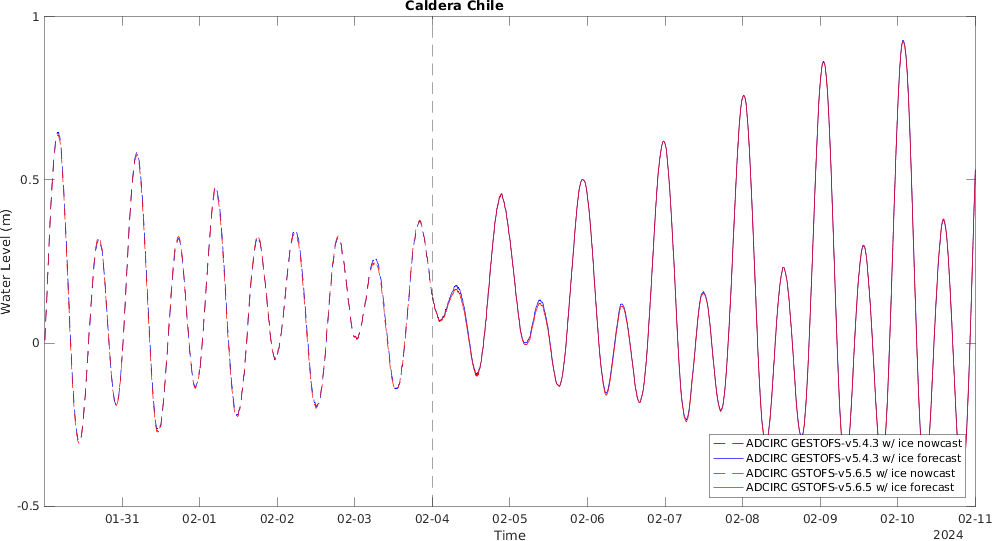 Caldera Chile
1
0.5
0
-0.5
Water Level (m)
ADCIRC GESTOFS-v5.4.3 w/ ice nowcast
ADCIRC GESTOFS-v5.4.3 w/ ice forecast
ADCIRC GSTOFS-v5.6.5 w/ ice nowcast
ADCIRC GSTOFS-v5.6.5 w/ ice forecast
01-31 02-01 02-02 02-03 02-04 02-05 02-06 02-07 02-08 02-09 02-10 02-11
Time
2024